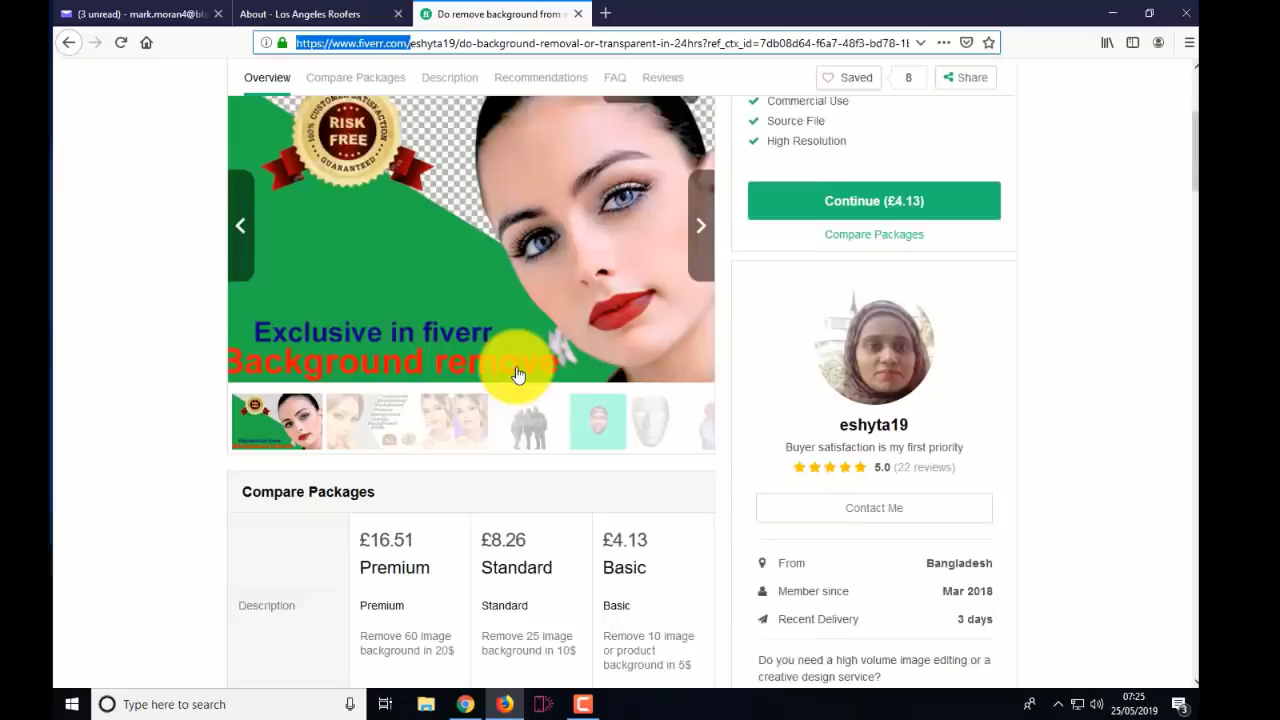 (3 unread) - mark.moran4@bt
About - Los Angeles Roofers
Do remove background from i
https://www.fiverr.com/eshyta19/do-background-removal-or-transparent-in-24hrs?ref_ctx_id=7db08d64-f6a7-48f3-bd78-1
Overview
Compare Packages
Description
Recommendations
FAQ
Reviews
Saved
8
Share
100% CUSTOMER SATISFACTION
RISK
FREE
GUARANTEED
Exclusive in fiverr
Background remove
Commercial Use
Source File
High Resolution
Continue (£4.13)
Compare Packages
eshyta19
Buyer satisfaction is my first priority
5.0 (22 reviews)
Contact Me
From Bangladesh
Member since Mar 2018
Recent Delivery 3 days
Do you need a high volume image editing or a
creative design service?
Compare Packages
£16.51 £8.26 £4.13
Premium Standard Basic
Description Premium Standard Basic
Remove 60 image Remove 25 image Remove 10 image
background in 20$ background in 10$ or product
background in 5$
Type here to search
07:25
25/05/2019
3